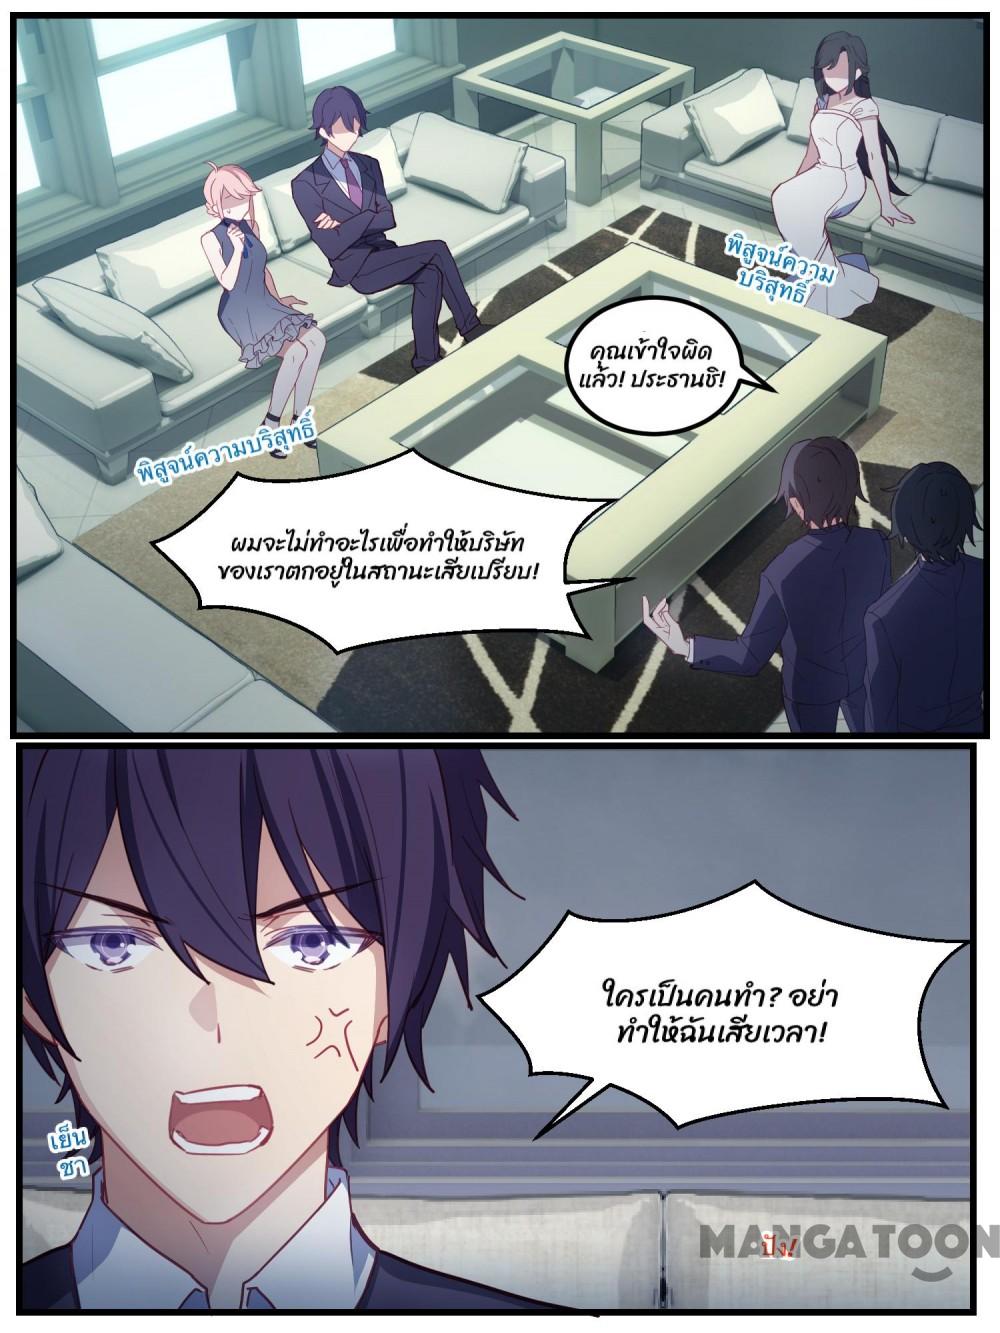 พิสูจน์ความ
บริสุทธิ์
คุณเข้าใจผิด
แล้ว! ประธานชิ!
พิสูจน์ความบริสุทธิ์
ผมจะไม่ทำอะไรเพื่อทำให้บริษัท
ของเราตกอยู่ในสถานะเสียเปรียบ!
ใครเป็นคนทำ? อย่า
ทำให้ฉันเสียเวลา!
เย็น
ชา
ปัง!
MANGATOON